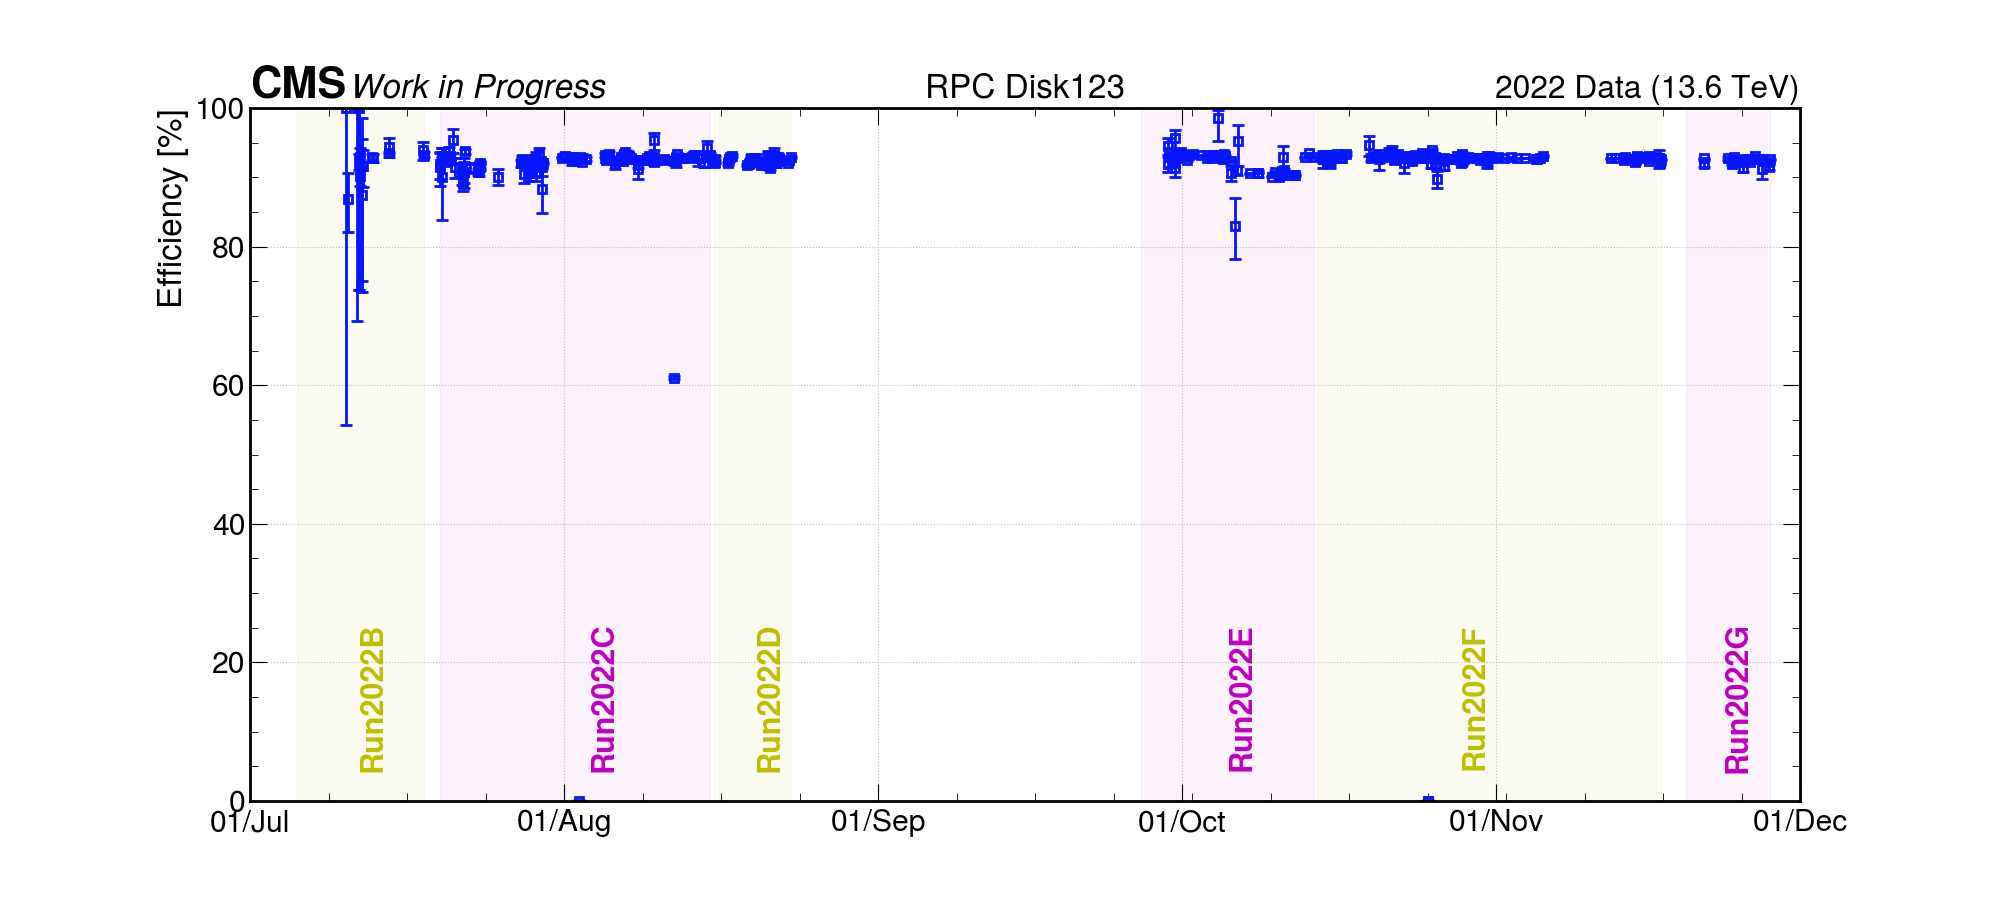 CMS Work in Progress RPC Disk123 2022 Data (13.6 TeV)
Efficiency [%]
100
80
60
40
20
0
Run2022B
Run2022C
Run2022D
Run2022E
Run2022F
Run2022G
01/Jul 01/Aug 01/Sep 01/Oct 01/Nov 01/Dec